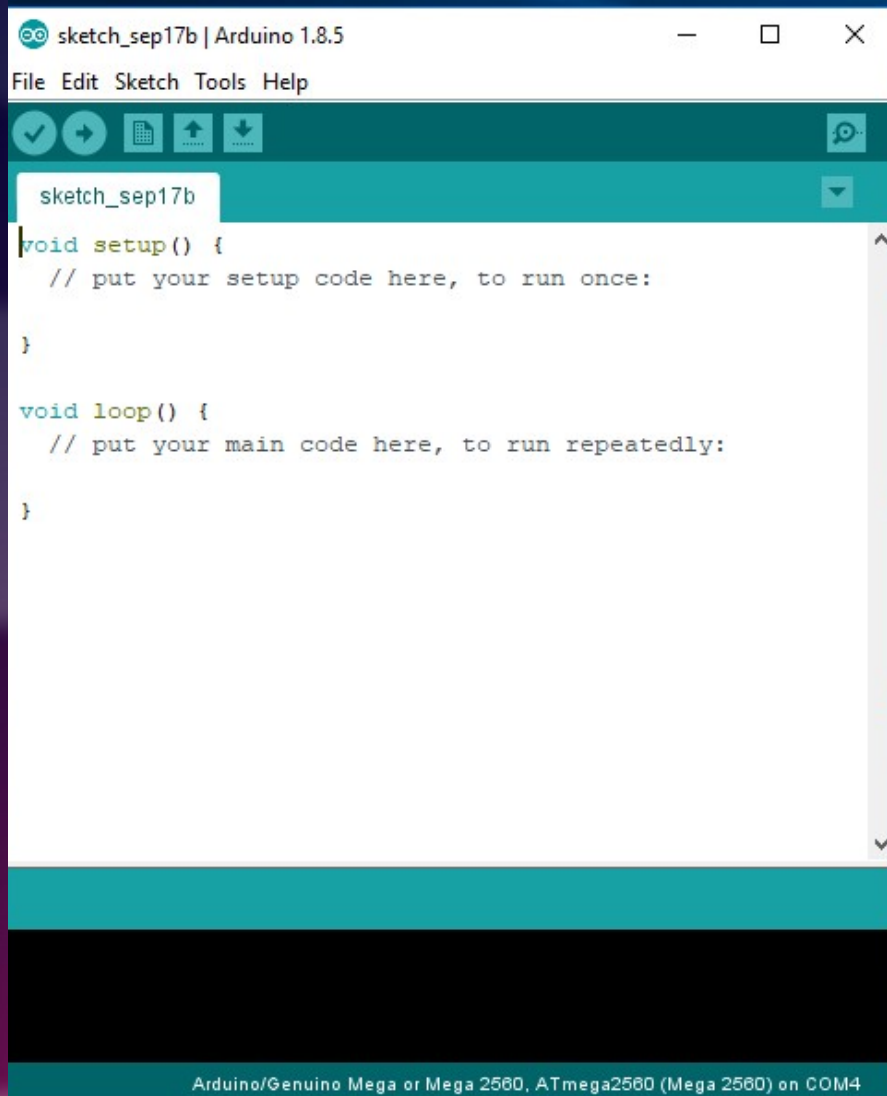 sketch_sep17b | Arduino 1.8.5
File Edit Sketch Tools Help
sketch_sep17b
void setup() {
  // put your setup code here, to run once:
}
void loop() {
  // put your main code here, to run repeatedly:
}
Arduino/Genuino Mega or Mega 2560, ATmega2560 (Mega 2560) on COM4